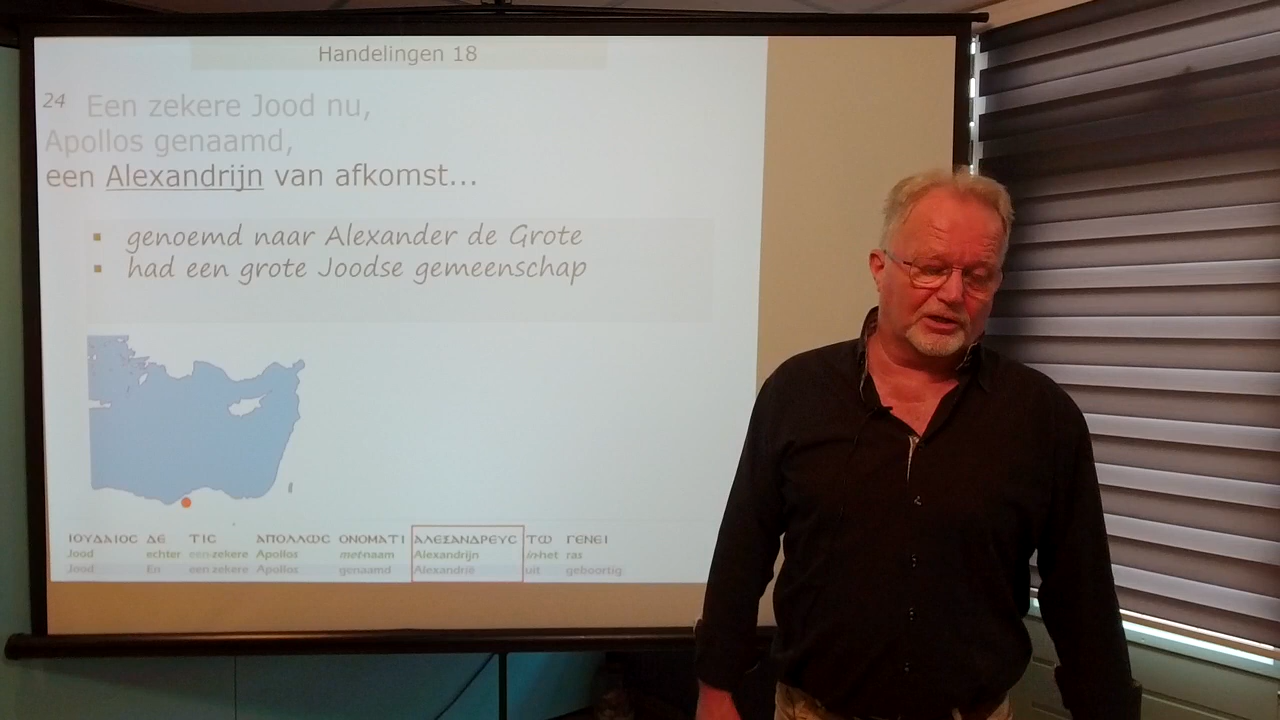 Handelingen 18
24 Een zekere Jood nu,
Apollos genaamd,
een Alexandrijn van afkomst...
▪ genoemd naar Alexander de Grote
▪ had een grote Joodse gemeenschap
ΙΟΥΔΑΙΟϹ ΔΕ ΤΙϹ ΑΠΟΛΛΩϹ ΟΝΟΜΑΤΙ ΑΛΕΞΑΝΔΡΕΥϹ ΤΩ ΓΕΝΕΙ
Jood echter een zekere Apollos met naam Alexandrijn in het ras
Jood En een zekere Apollos genaamd Alexandrië uit geboortig